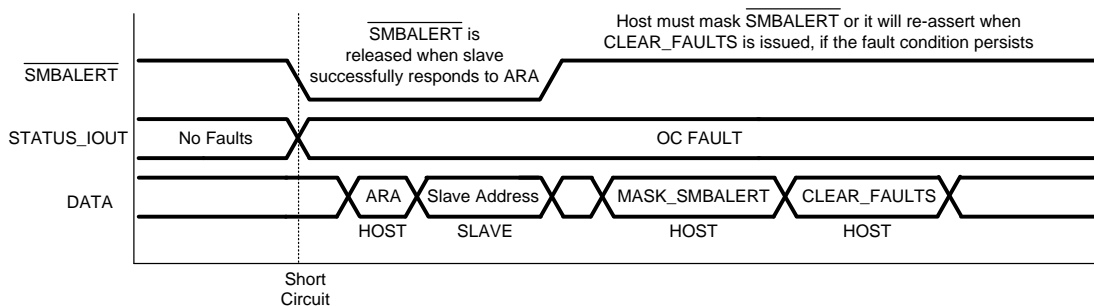 SMBALERT is
released when slave
successfully responds to ARA
Host must mask SMBALERT or it will re-assert when
CLEAR_FAULTS is issued, if the fault condition persists
SMBALERT
STATUS_IOUT
No Faults
OC FAULT
DATA
ARA
Slave Address
MASK_SMBALERT
CLEAR_FAULTS
HOST
SLAVE
HOST
HOST
Short
Circuit